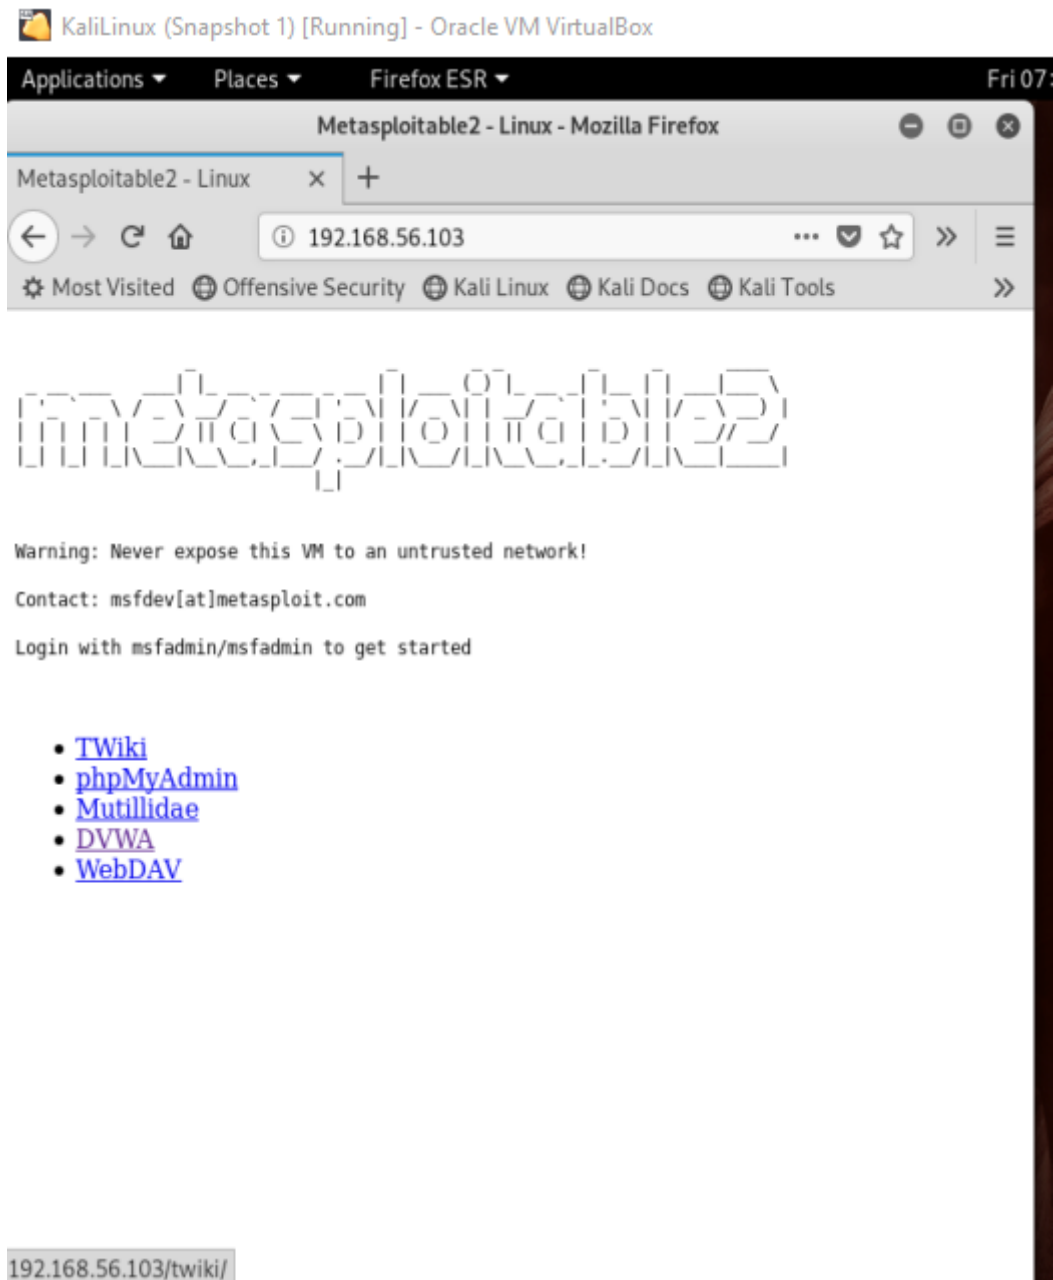 KaliLinux (Snapshot 1) [Running] - Oracle VM VirtualBox
Applications Places Firefox ESR Fri 07:
Metasploitable2 - Linux - Mozilla Firefox
Metasploitable2 - Linux
192.168.56.103
Most Visited Offensive Security Kali Linux Kali Docs Kali Tools
metasploitable2
Warning: Never expose this VM to an untrusted network!
Contact: msfdev[at]metasploit.com
Login with msfadmin/msfadmin to get started
TWiki
phpMyAdmin
Mutillidae
DVWA
WebDAV
192.168.56.103/twiki/